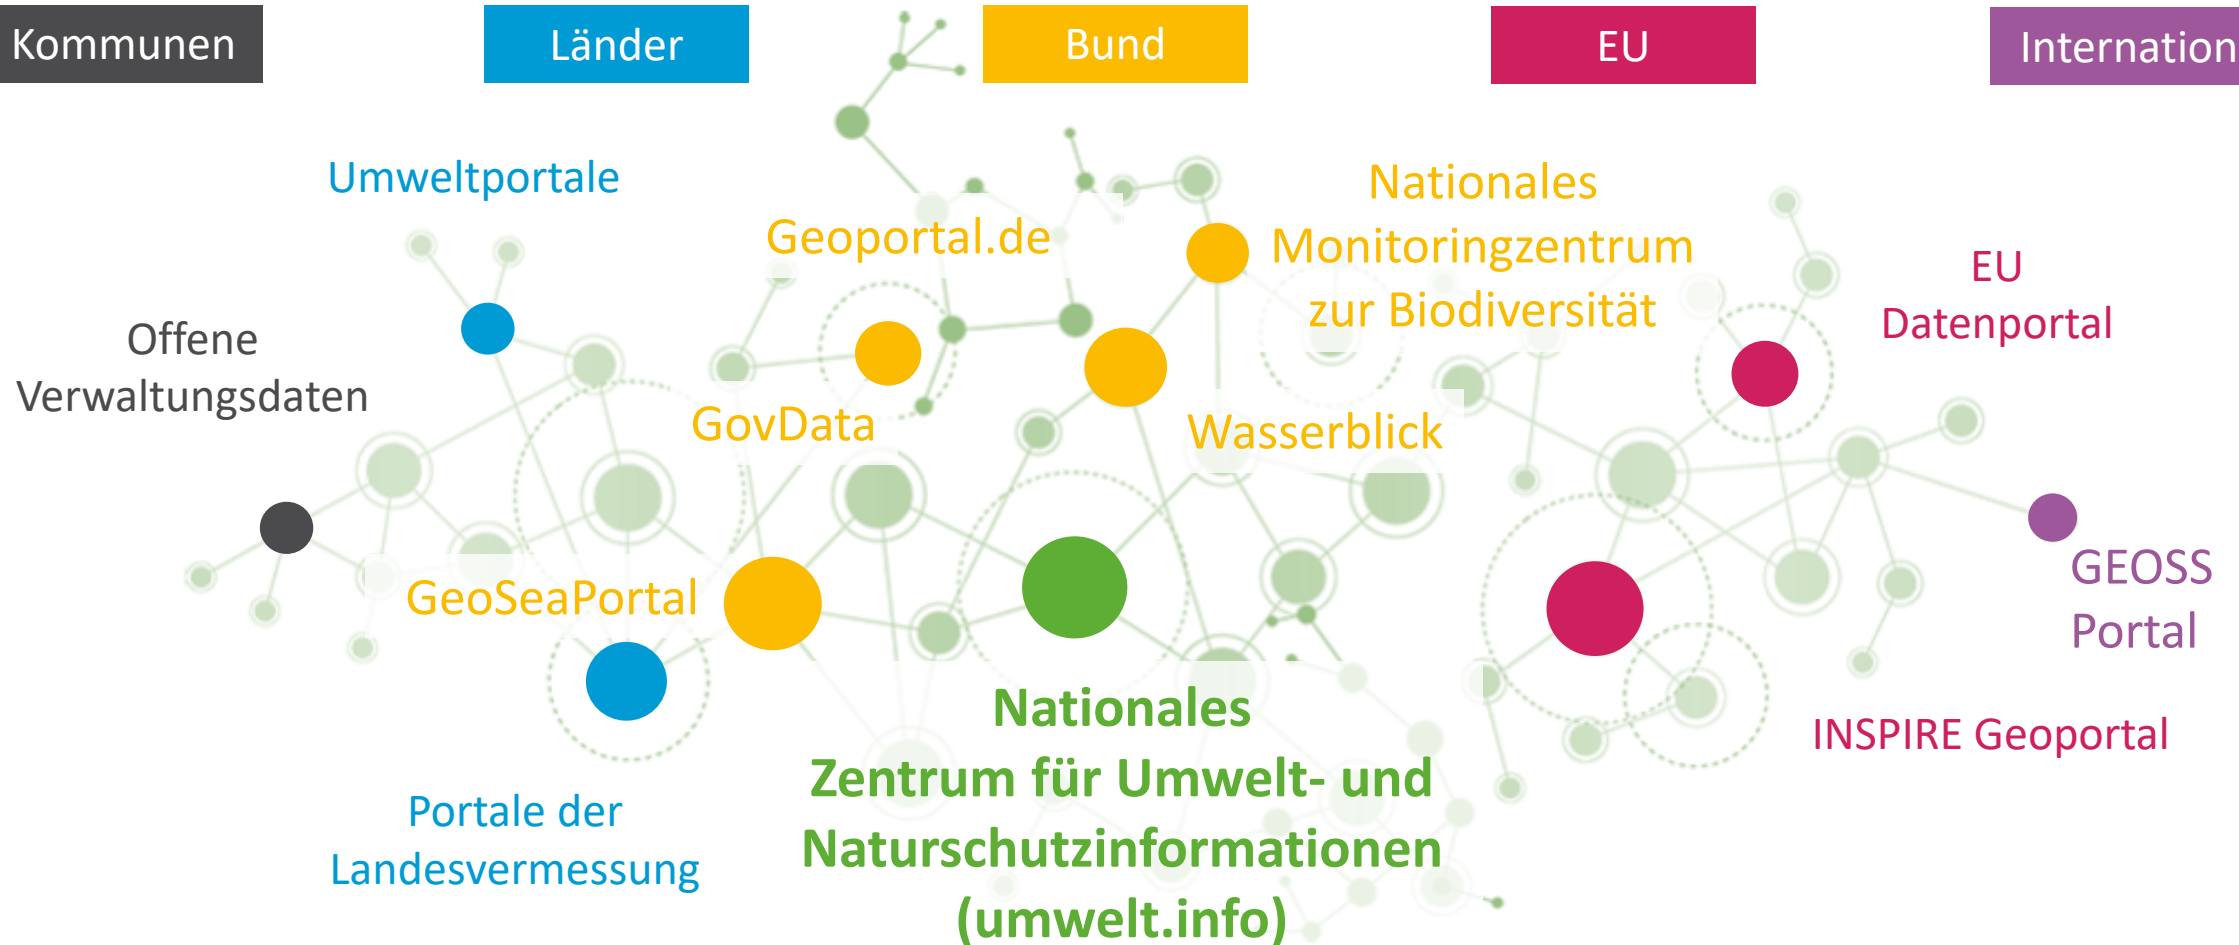 Kommunen
Länder
Bund
EU
Internation
Umweltportale
Geoportal.de
Nationales
Monitoringzentrum
zur Biodiversität
EU
Datenportal
Offene
Verwaltungsdaten
GovData
Wasserblick
GeoSeaPortal
GEOSS
Portal
INSPIRE Geoportal
Portale der
Landesvermessung
Nationales
Zentrum für Umwelt- und
Naturschutzinformationen
(umwelt.info)